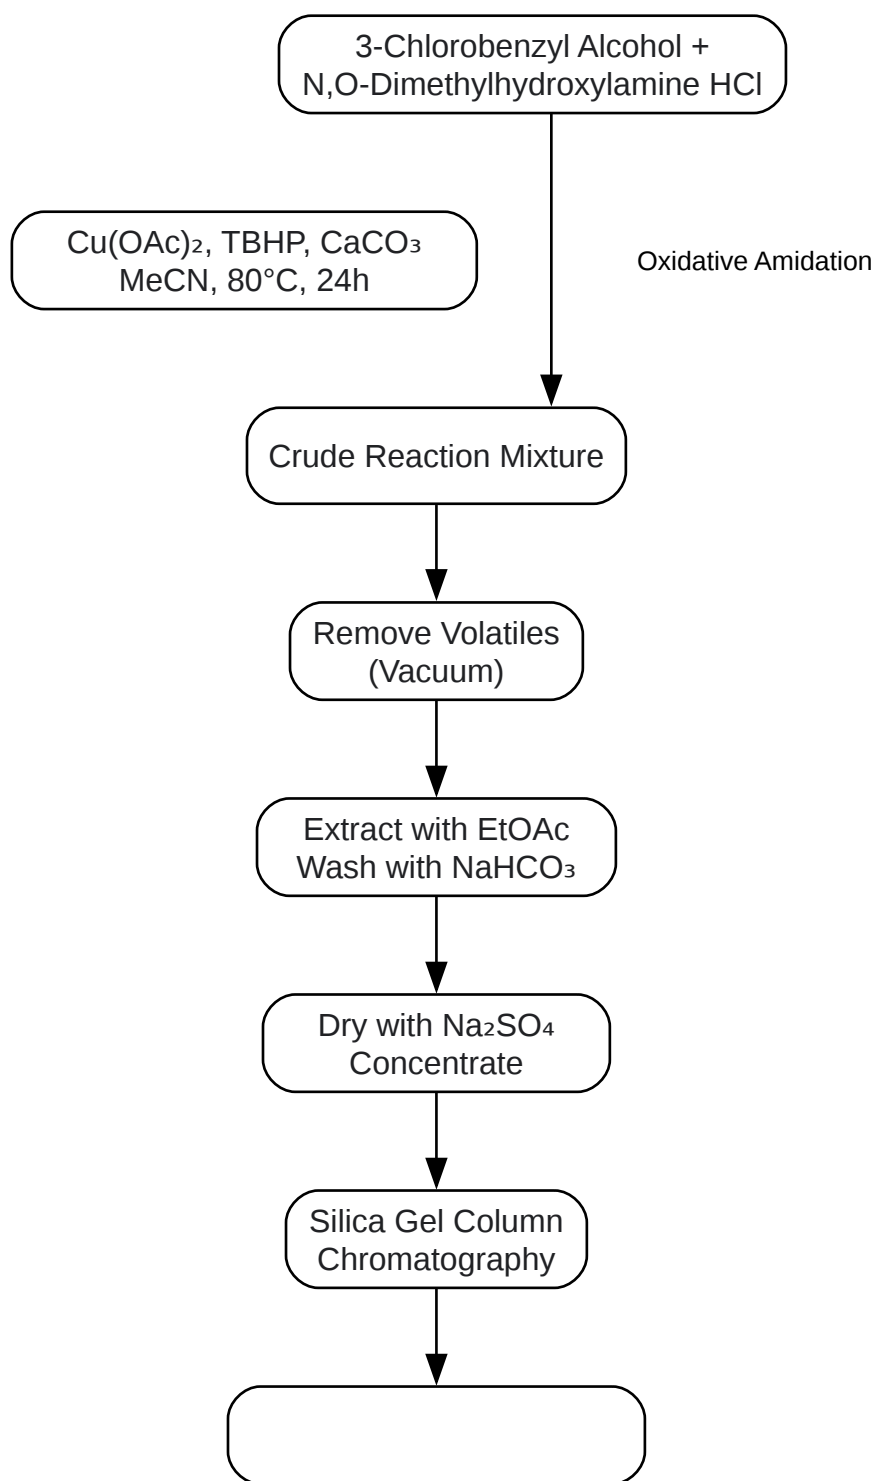 3-Chlorobenzyl Alcohol +
N,O-Dimethylhydroxylamine HCl
Cu(OAc)₂, TBHP, CaCO₃
MeCN, 80°C, 24h
Oxidative Amidation
Crude Reaction Mixture
Remove Volatiles
(Vacuum)
Extract with EtOAc
Wash with NaHCO₃
Dry with Na₂SO₄
Concentrate
Silica Gel Column
Chromatography